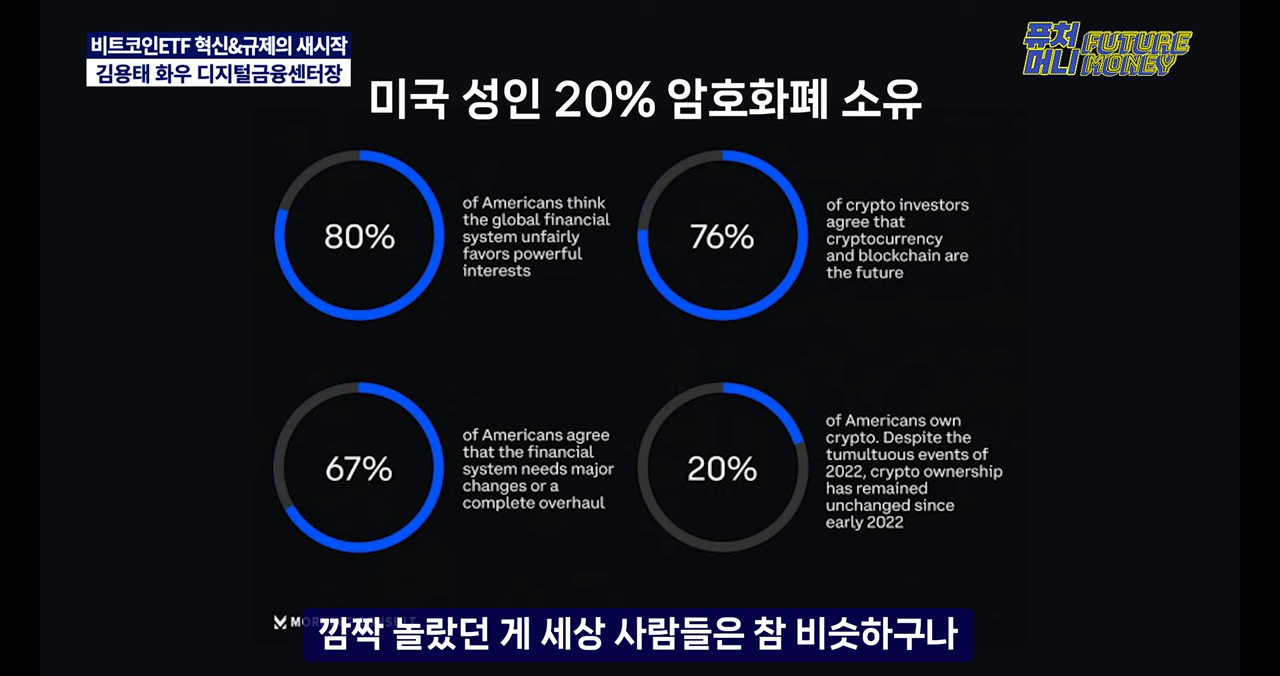 비트코인ETF 혁신&규제의 새시작
김용태 화우 디지털금융센터장
퓨처
머니
FUTURE
MONEY
미국 성인 20% 암호화폐 소유
80%
of Americans think
the global financial
system unfairly
favors powerful
interests
76%
of crypto investors
agree that
cryptocurrency
and blockchain are
the future
67%
of Americans agree
that the financial
system needs major
changes or a
complete overhaul
20%
of Americans own
crypto. Despite the
tumultuous events of
2022, crypto ownership
has remained
unchanged since
early 2022
깜짝 놀랐던 게 세상 사람들은 참 비슷하구나